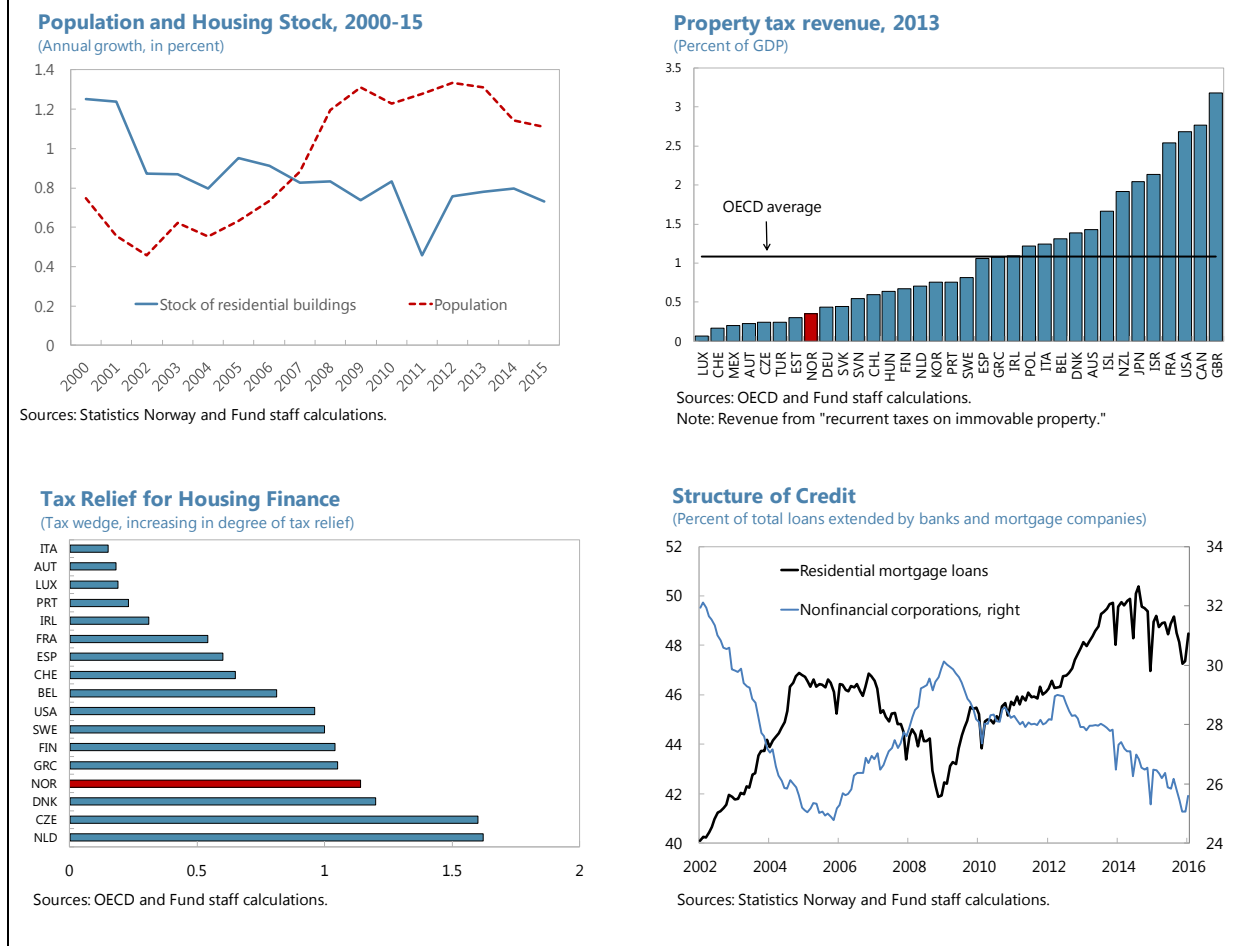 Population and Housing Stock, 2000-15
(Annual growth, in percent)
1.4
1.2
1
0.8
0.6
0.4
0.2
0
Stock of residential buildings
Population
2000 2001 2002 2003 2004 2005 2006 2007 2008 2009 2010 2011 2012 2013 2014 2015
Sources: Statistics Norway and Fund staff calculations.
Property tax revenue, 2013
(Percent of GDP)
3.5
3
2.5
2
1.5
1
0.5
0
OECD average
LUX CHE MEX AUT CZE TUR EST NOR DEU SVK SVN CHL HUN FIN NLD KOR PRT SWE ESP GRC IRL POL ITA BEL DNK AUS ISL NZL JPN ISR FRA USA CAN GBR
Sources: OECD and Fund staff calculations.
Note: Revenue from "recurrent taxes on immovable property."
Tax Relief for Housing Finance
(Tax wedge, increasing in degree of tax relief)
ITA
AUT
LUX
PRT
IRL
FRA
ESP
CHE
BEL
USA
SWE
FIN
GRC
NOR
DNK
CZE
NLD
0 0.5 1 1.5 2
Sources: OECD and Fund staff calculations.
Structure of Credit
(Percent of total loans extended by banks and mortgage companies)
52
50
48
46
44
42
40
34
32
30
28
26
24
Residential mortgage loans
Nonfinancial corporations, right
2002 2004 2006 2008 2010 2012 2014 2016
Sources: Statistics Norway and Fund staff calculations.